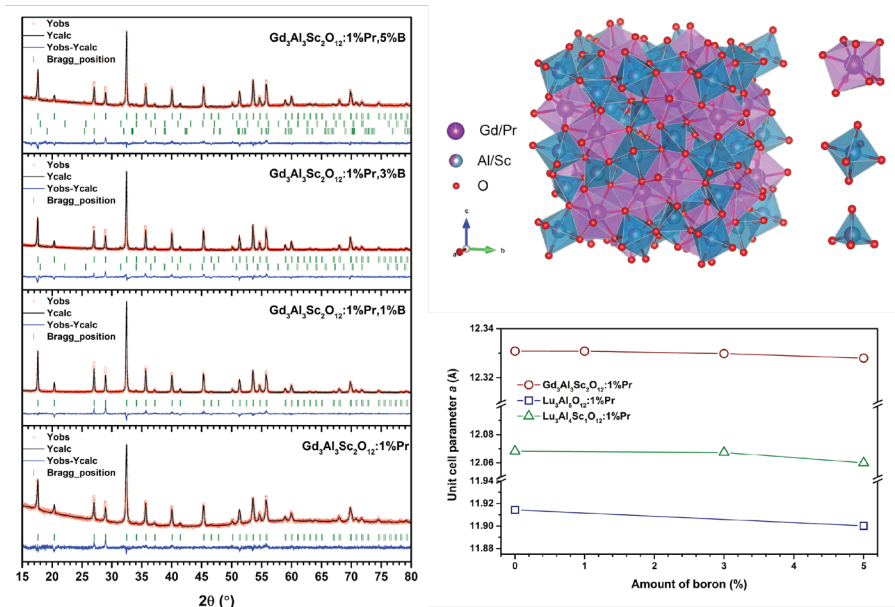 Yobs
Ycalc
Yobs-Ycalc
Bragg_position
Gd₃Al₃Sc₂O₁₂:1%Pr,5%B
Yobs
Ycalc
Yobs-Ycalc
Bragg_position
Gd₃Al₃Sc₂O₁₂:1%Pr,3%B
Yobs
Ycalc
Yobs-Ycalc
Bragg_position
Gd₃Al₃Sc₂O₁₂:1%Pr,1%B
Yobs
Ycalc
Yobs-Ycalc
Bragg_position
Gd₃Al₃Sc₂O₁₂:1%Pr
15 20 25 30 35 40 45 50 55 60 65 70 75 80
2θ (°)
Gd/Pr
Al/Sc
O
c
a
b
12.34
12.32
12.08
12.06
11.94
11.92
11.90
11.88
Unit cell parameter a (Å)
Gd₃Al₃Sc₂O₁₂:1%Pr
Lu₃Al₅O₁₂:1%Pr
Lu₃Al₄Sc₁O₁₂:1%Pr
0 1 2 3 4 5
Amount of boron (%)